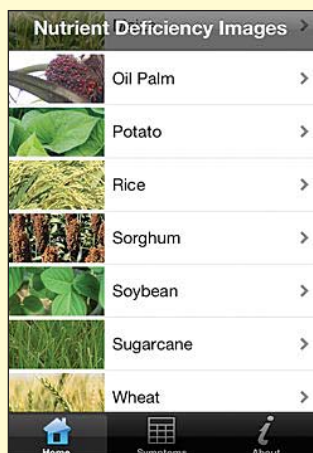 Nutrient Deficiency Images
Oil Palm
Potato
Rice
Sorghum
Soybean
Sugarcane
Wheat
Home
Symptoms
About